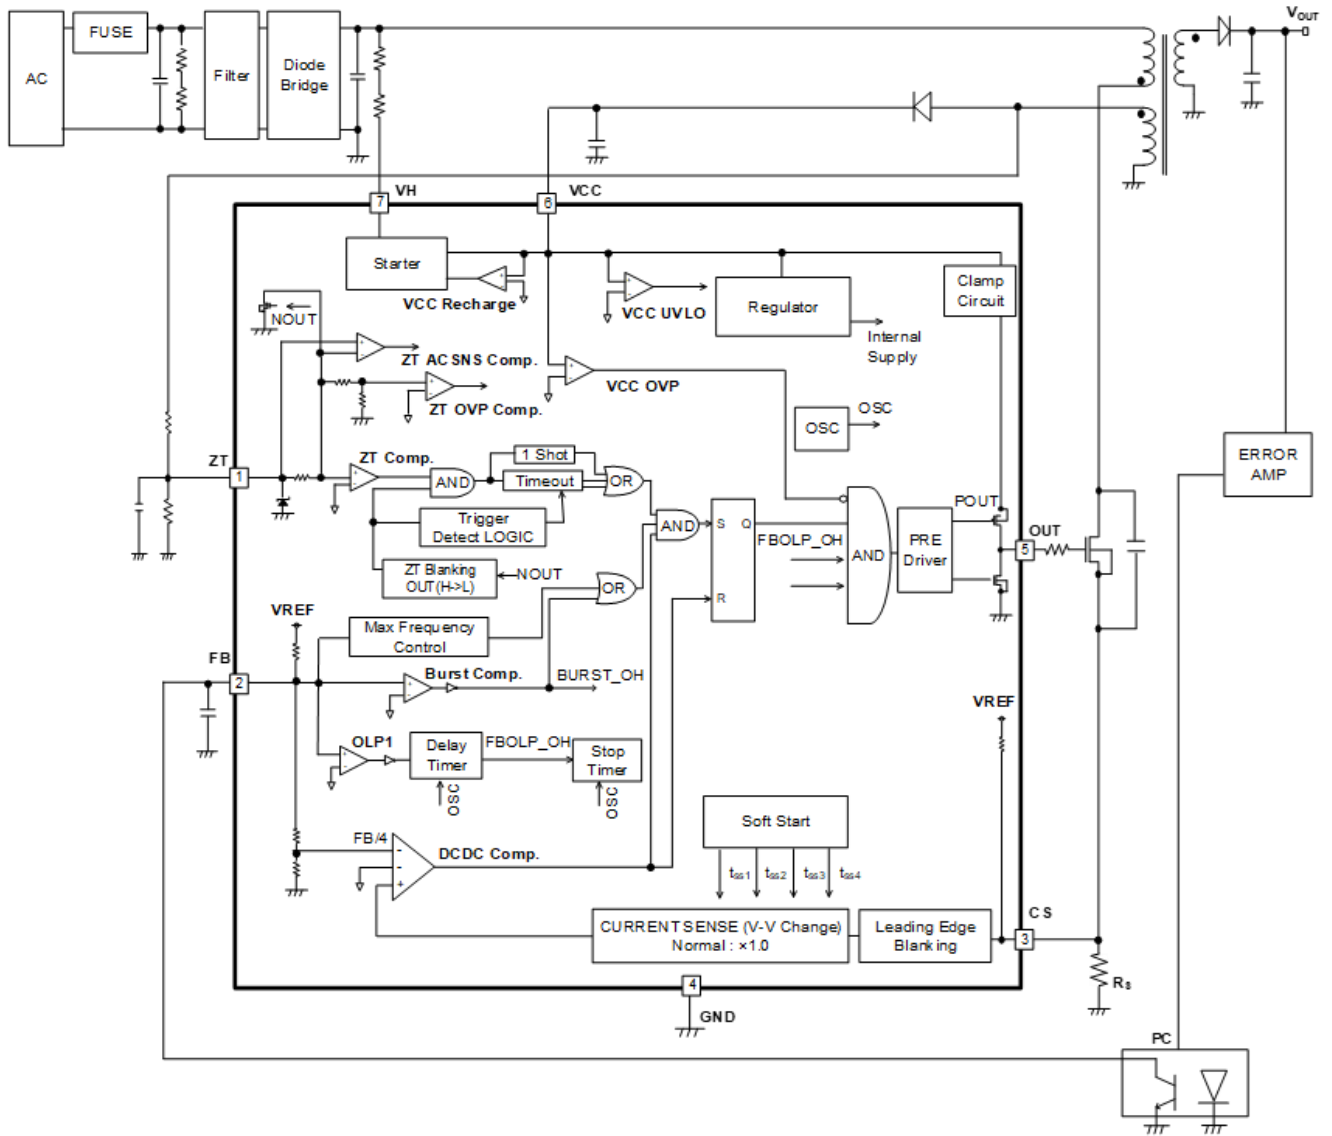 AC
FUSE
Filter
Diode
Bridge
VOUT
7
VH
6
VCC
Starter
VCC Recharge
VCC UVLO
Regulator
Internal
Supply
Clamp
Circuit
NOUT
ZT ACSNS Comp.
ZT OVP Comp.
VCC OVP
OSC
OSC
ERROR
AMP
ZT
1
ZT Comp.
AND
1 Shot
Timeout
OR
Trigger
Detect LOGIC
ZT Blanking
OUT(H->L)
NOUT
AND
S
Q
R
FBOLP_OH
AND
PRE
Driver
POUT
5
OUT
OR
VREF
FB
2
Max Frequency
Control
Burst Comp.
BURST_OH
OLP1
Delay
Timer
FBOLP_OH
Stop
Timer
OSC
OSC
VREF
Soft Start
tss1
tss2
tss3
tss4
FB/4
DCDC Comp.
CURRENT SENSE (V-V Change)
Normal : ×1.0
Leading Edge
Blanking
CS
3
RS
4
GND
PC